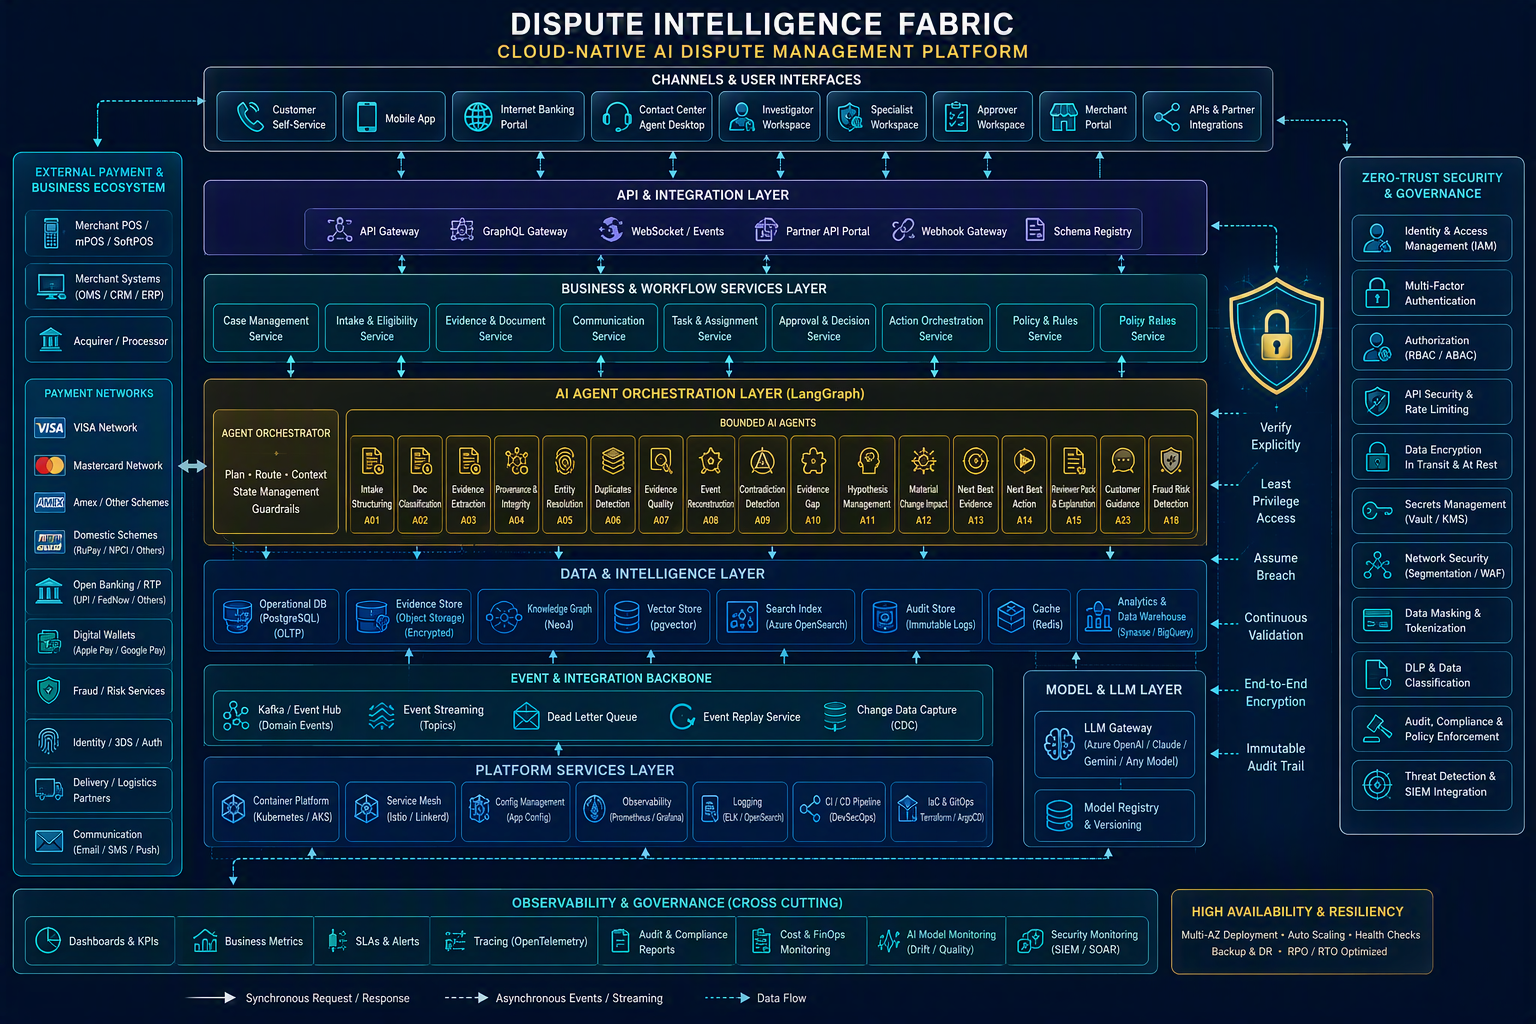 DISPUTE INTELLIGENCE FABRIC
CLOUD-NATIVE AI DISPUTE MANAGEMENT PLATFORM
CHANNELS & USER INTERFACES
Customer
Self-Service
Mobile App
Internet Banking
Portal
Contact Center
Agent Desktop
Investigator
Workspace
Specialist
Workspace
Approver
Workspace
Merchant
Portal
APIs & Partner
Integrations
EXTERNAL PAYMENT &
BUSINESS ECOSYSTEM
Merchant POS /
mPOS / SoftPOS
Merchant Systems
(OMS / CRM / ERP)
Acquirer / Processor
PAYMENT NETWORKS
VISA
VISA Network
Mastercard Network
AMEX
Amex / Other Schemes
Domestic Schemes
(RuPay / NPCI / Others)
Open Banking / RTP
(UPI / FedNow / Others)
Digital Wallets
(Apple Pay / Google Pay)
Fraud / Risk Services
Identity / 3DS / Auth
Delivery / Logistics
Partners
Communication
(Email / SMS / Push)
API & INTEGRATION LAYER
API Gateway
GraphQL Gateway
WebSocket / Events
Partner API Portal
Webhook Gateway
Schema Registry
BUSINESS & WORKFLOW SERVICES LAYER
Case Management
Service
Intake & Eligibility
Service
Evidence & Document
Service
Communication
Service
Task & Assignment
Service
Approval & Decision
Service
Action Orchestration
Service
Policy & Rules
Service
Policy Rules
Service
AI AGENT ORCHESTRATION LAYER (LangGraph)
AGENT ORCHESTRATOR
Plan • Route • Context
State Management
Guardrails
BOUNDED AI AGENTS
Intake
Structuring
A01
Doc
Classification
A02
Evidence
Extraction
A03
Provenance &
Integrity
A04
Entity
Resolution
A05
Duplicates
Detection
A06
Evidence
Quality
A07
Event
Reconstruction
A08
Contradiction
Detection
A09
Evidence
Gap
A10
Hypothesis
Management
A11
Material
Change Impact
A12
Next Best
Evidence
A13
Next Best
Action
A14
Reviewer Pack
& Explanation
A15
Customer
Guidance
A23
Fraud Risk
Detection
A18
DATA & INTELLIGENCE LAYER
Operational DB
(PostgreSQL)
(OLTP)
Evidence Store
(Object Storage)
(Encrypted)
Knowledge Graph
(Neo4J)
Vector Store
(pgvector)
Search Index
(Azure OpenSearch)
Audit Store
(Immutable Logs)
Cache
(Redis)
Analytics &
Data Warehouse
(Synapse / BigQuery)
EVENT & INTEGRATION BACKBONE
Kafka / Event Hub
(Domain Events)
Event Streaming
(Topics)
Dead Letter Queue
Event Replay Service
Change Data Capture
(CDC)
PLATFORM SERVICES LAYER
Container Platform
(Kubernetes / AKS)
Service Mesh
(Istio / Linkerd)
Config Management
(App Config)
Observability
(Prometheus / Grafana)
Logging
(ELK / OpenSearch)
CI / CD Pipeline
(DevSecOps)
IaC & GitOps
Terraform / ArgoCD)
MODEL & LLM LAYER
LLM Gateway
(Azure OpenAI / Claude /
Gemini / Any Model)
Model Registry
& Versioning
Verify
Explicitly
Least
Privilege
Access
Assume
Breach
Continuous
Validation
End-to-End
Encryption
Immutable
Audit Trail
ZERO-TRUST SECURITY
& GOVERNANCE
Identity & Access
Management (IAM)
Multi-Factor
Authentication
Authorization
(RBAC / ABAC)
API Security &
Rate Limiting
Data Encryption
In Transit & At Rest
Secrets Management
(Vault / KMS)
Network Security
(Segmentation / WAF)
Data Masking &
Tokenization
DLP & Data
Classification
Audit, Compliance &
Policy Enforcement
Threat Detection &
SIEM Integration
OBSERVABILITY & GOVERNANCE (CROSS CUTTING)
Dashboards & KPIs
Business Metrics
SLAs & Alerts
Tracing (OpenTelemetry)
Audit & Compliance
Reports
Cost & FinOps
Monitoring
AI Model Monitoring
(Drift / Quality)
Security Monitoring
(SIEM / SOAR)
HIGH AVAILABILITY & RESILIENCY
Multi-AZ Deployment • Auto Scaling • Health Checks
Backup & DR • RPO / RTO Optimized
Synchronous Request / Response
Asynchronous Events / Streaming
Data Flow